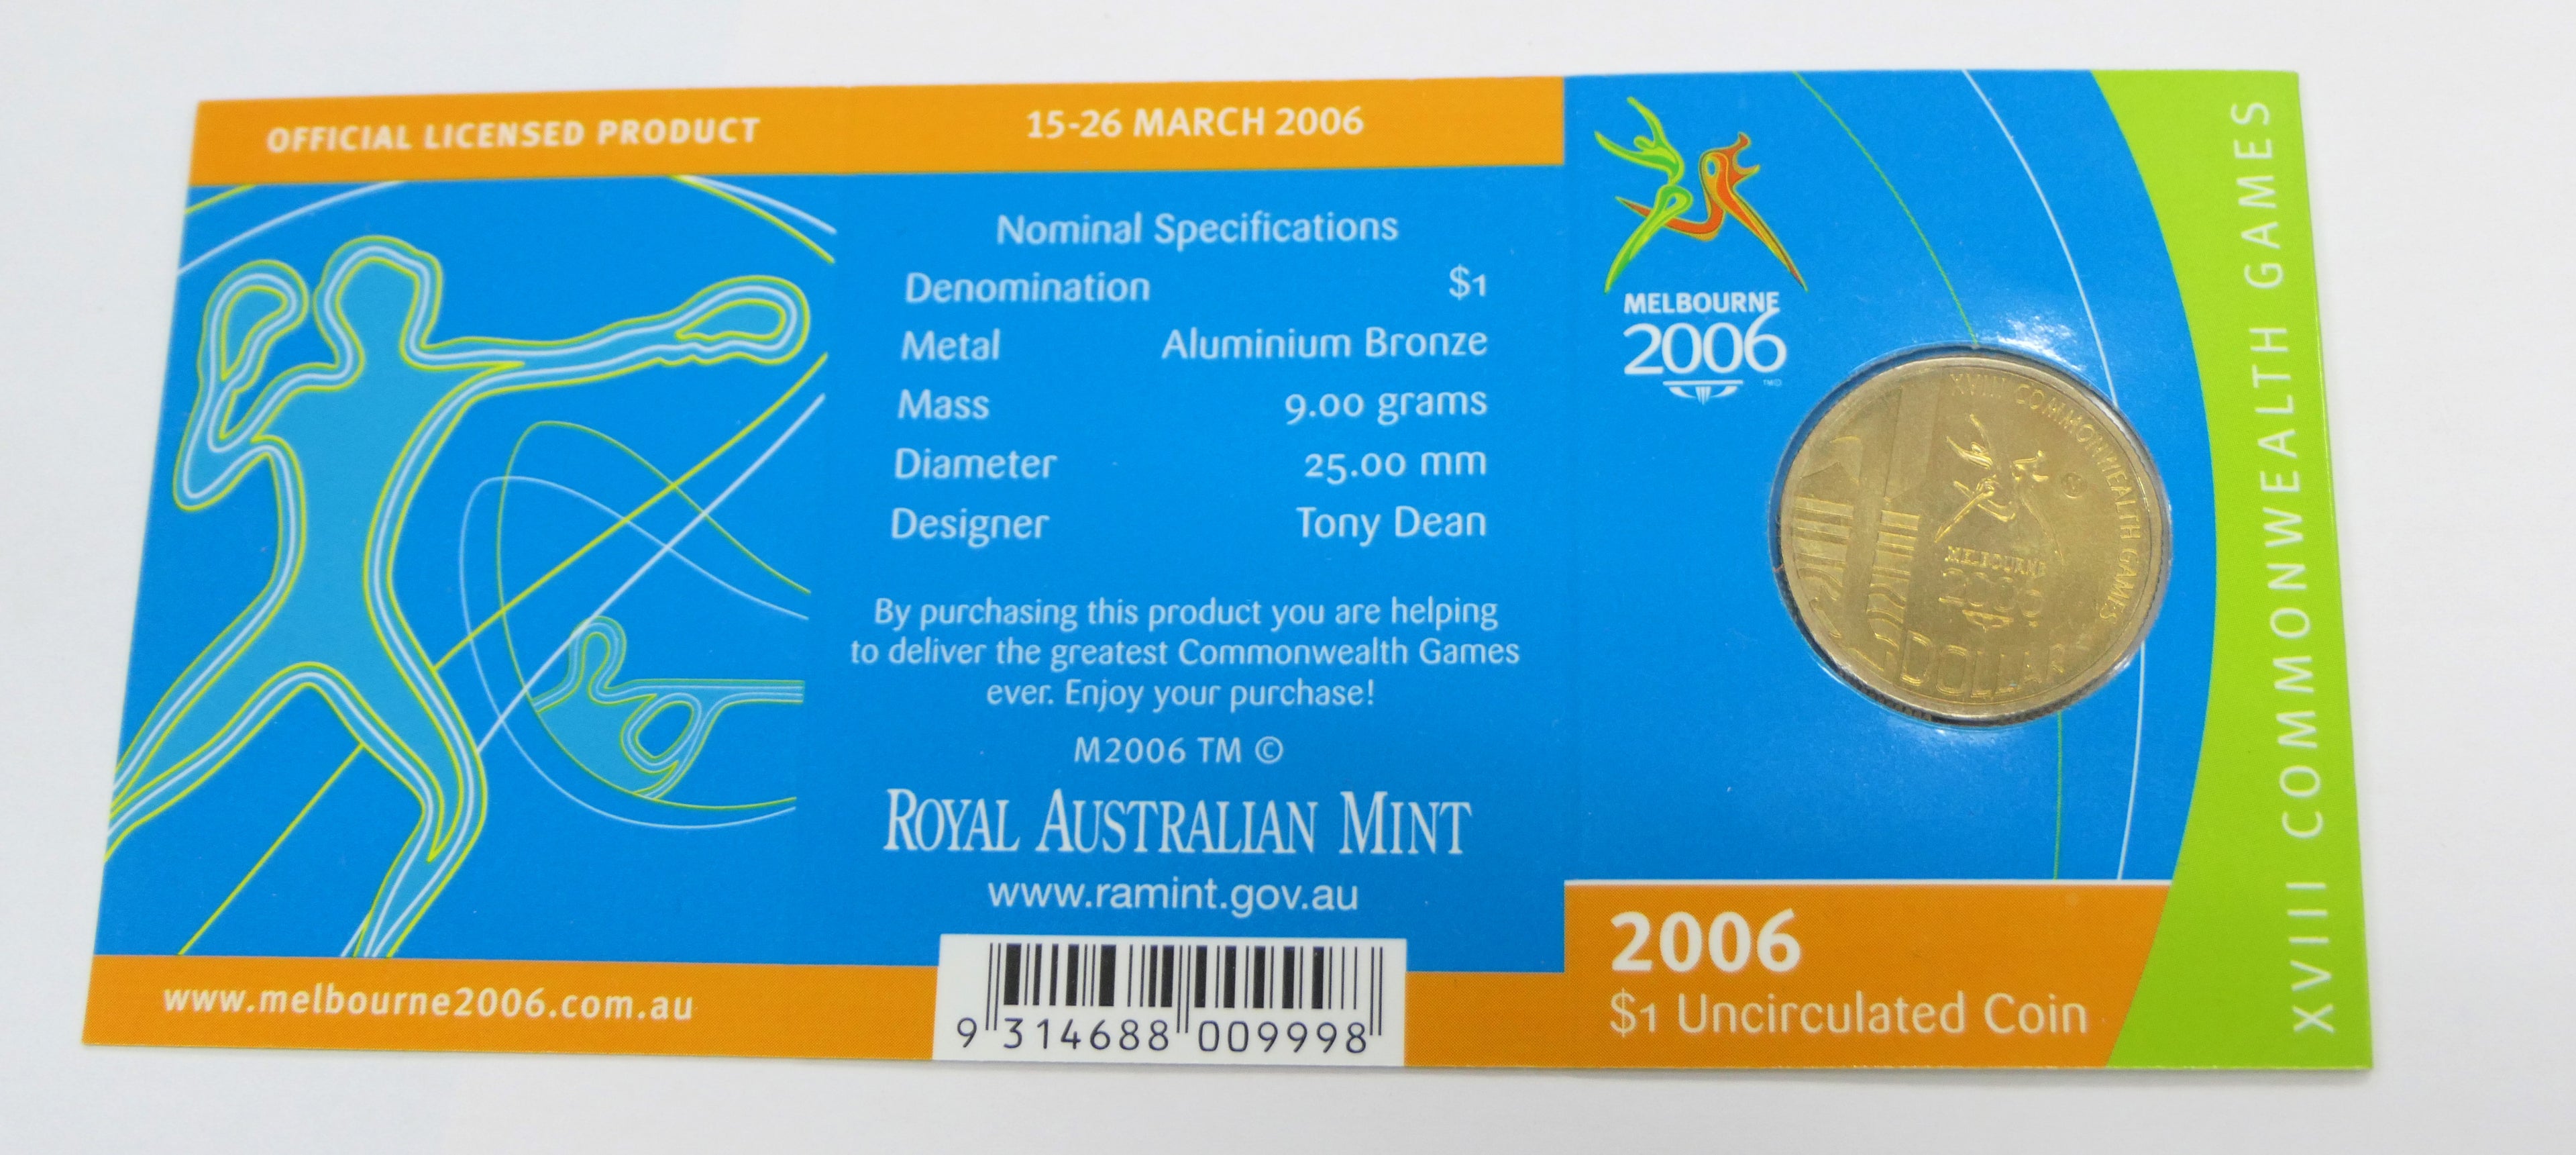 OFFICIAL LICENSED PRODUCT
www.melbourne2006.com.au
15-26 MARCH 2006
Nominal Specifications
Denomination $1
Metal Aluminium Bronze
Mass 9.00 grams
Diameter 25.00 mm
Designer Tony Dean
By purchasing this product you are helping
to deliver the greatest Commonwealth Games
ever. Enjoy your purchase!
M2006 TM ©
ROYAL AUSTRALIAN MINT
www.ramint.gov.au
9 314688 009998
MELBOURNE
2006
XVIII COMMONWEALTH GAMES
MELBOURNE
2006
DOLLAR
2006
$1 Uncirculated Coin
XVIII COMMONWEALTH GAMES